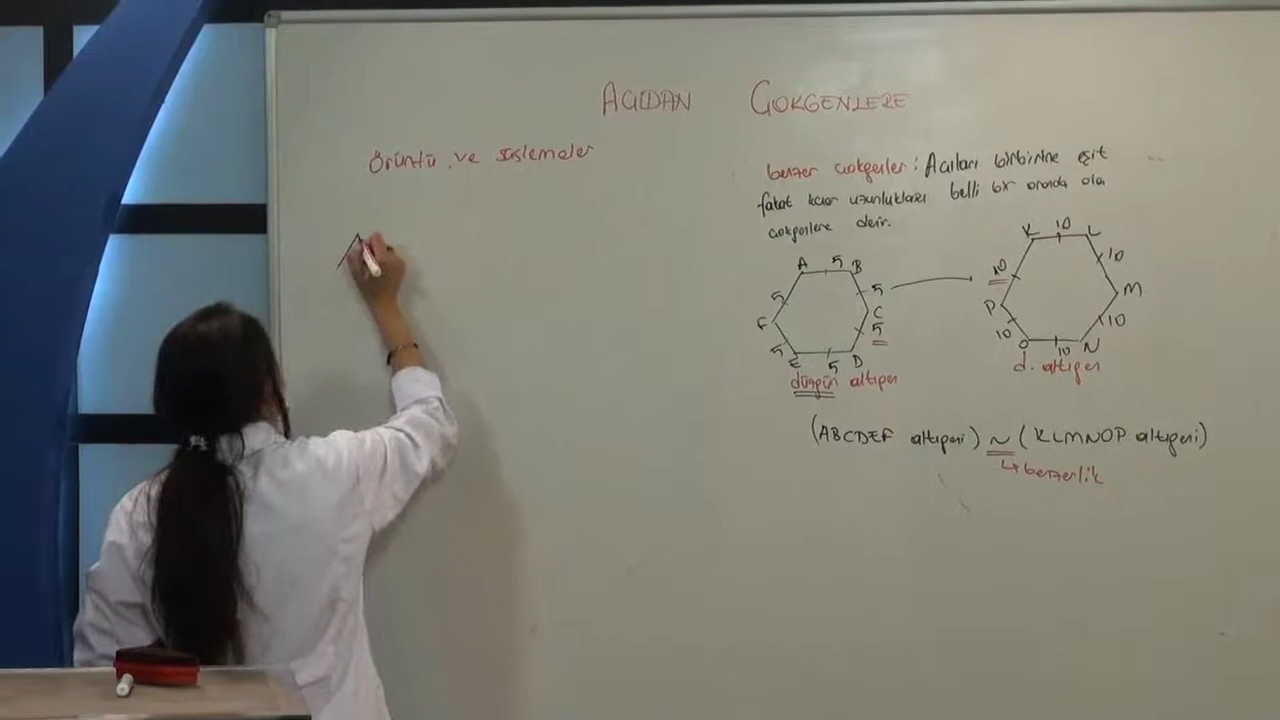 AÇIDAN ÇOKGENLERE
Örüntü ve süslemeler
benzer çokgenler : Açıları birbirine eşit
fakat kenar uzunlukları belli bir oranda ola
çokgenlere denir.
A 5 B
5 5
F C
5 5
E 5 D
düzgün altıgen
K 10 L
10 10
P M
10 10
O 10 N
d. altıgen
(ABCDEF altıgeni) ~ (KLMNOP altıgeni)
↳ benzerlik